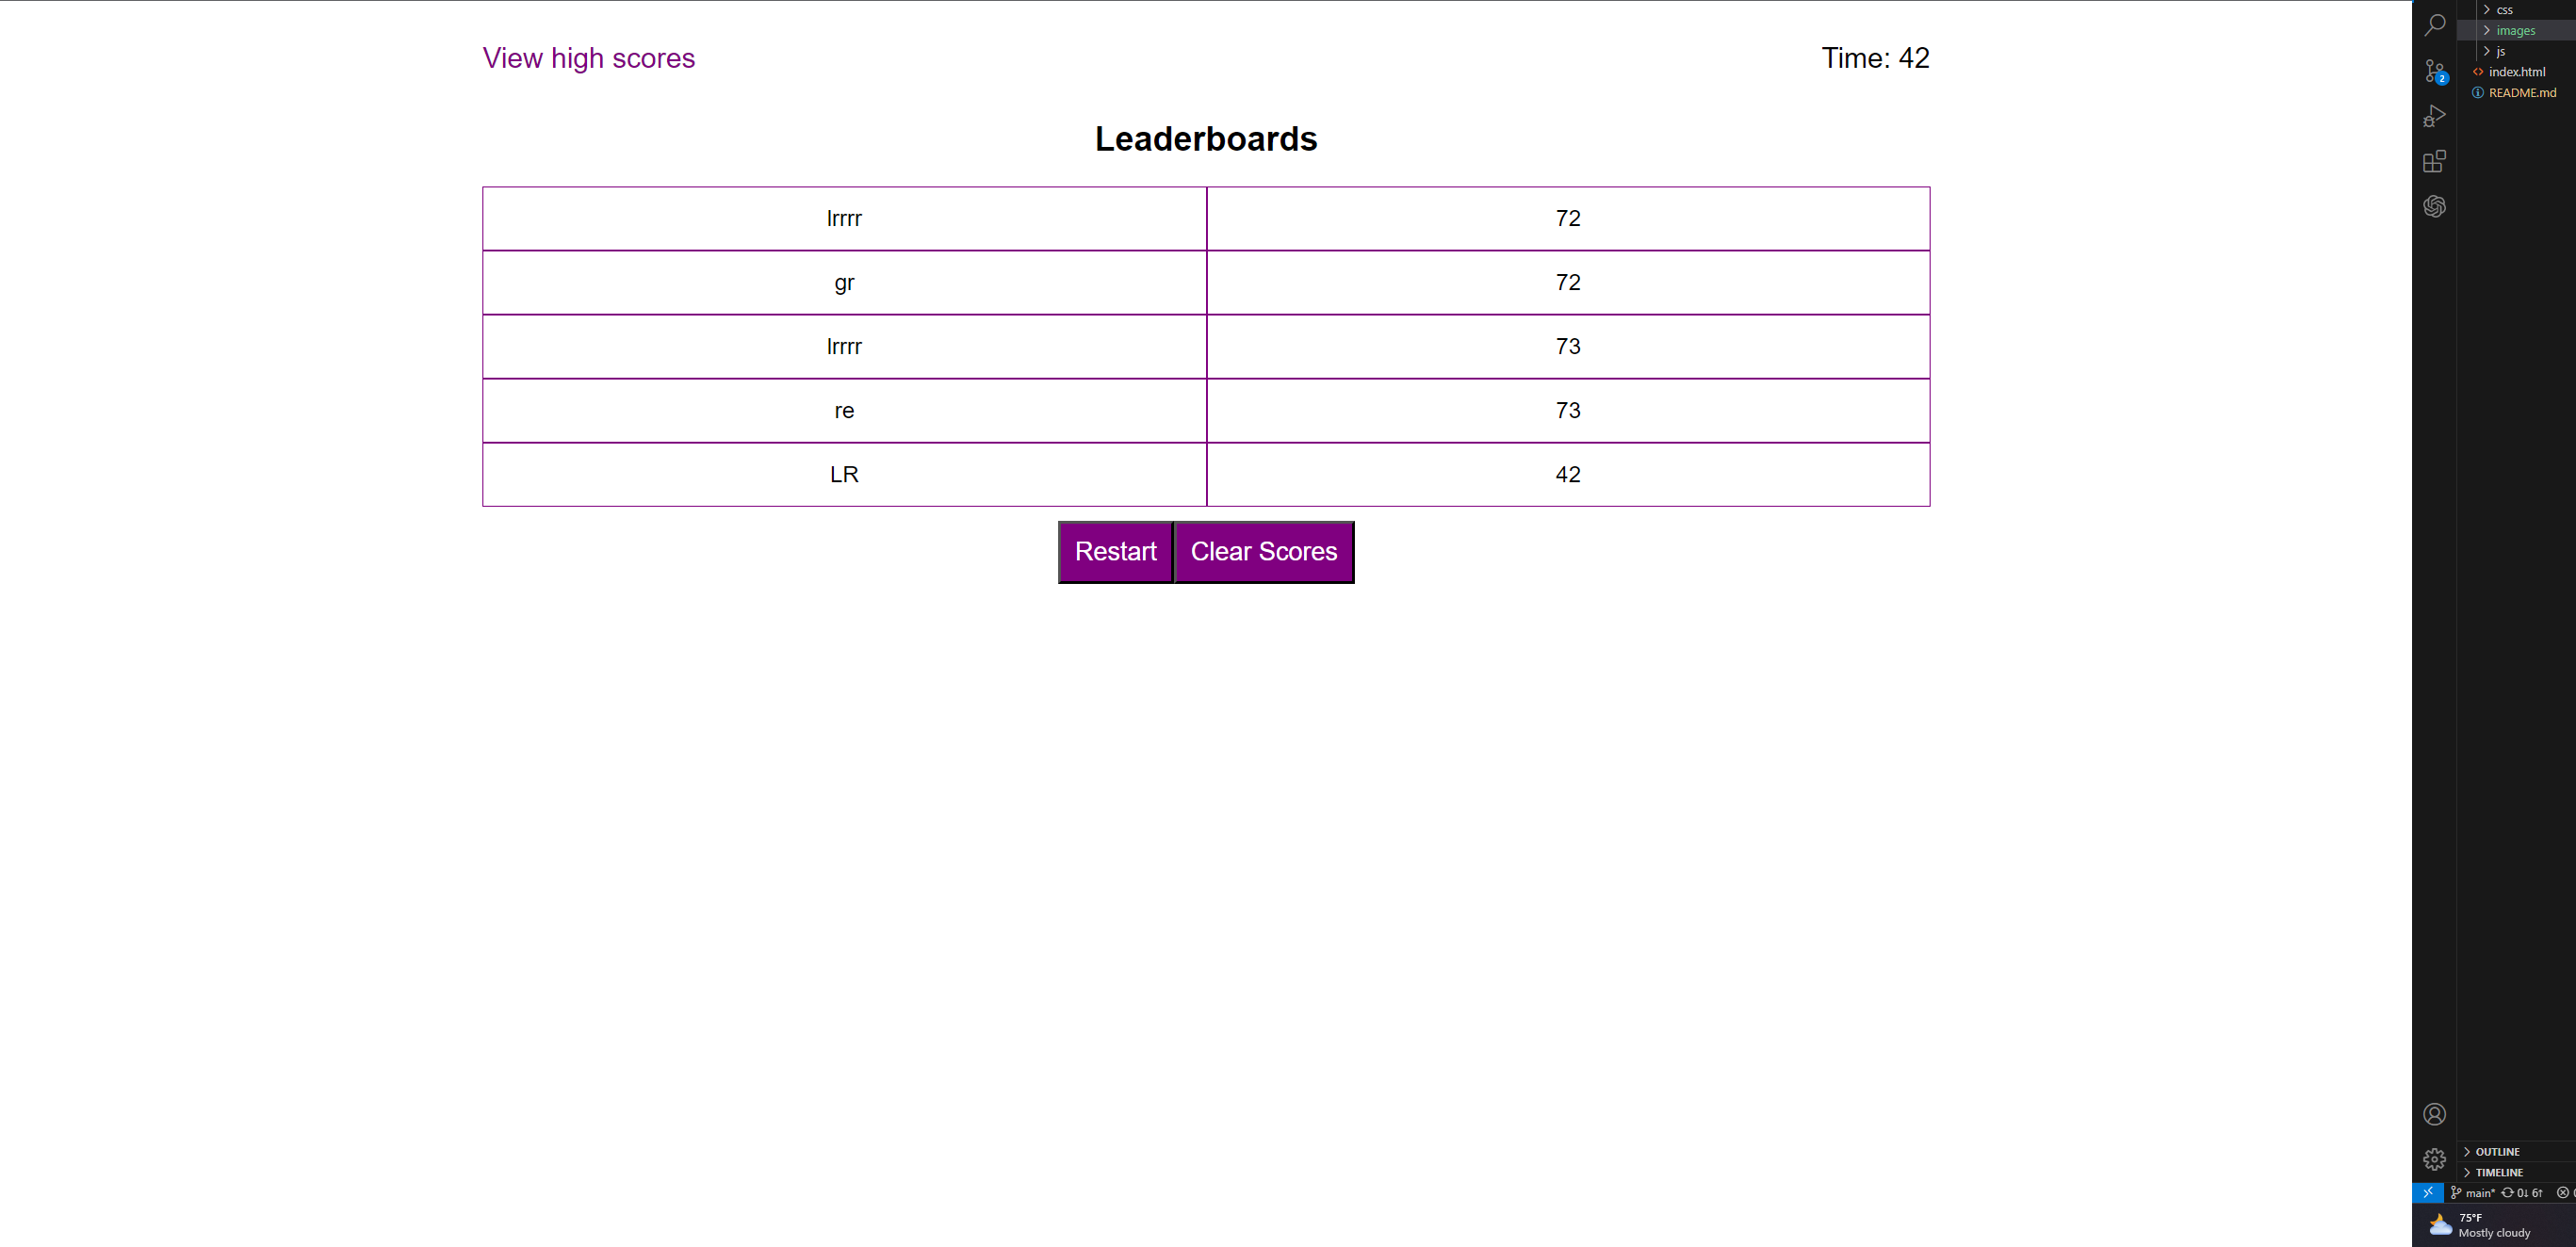 View high scores
Time: 42
Leaderboards
lrrrr 72
gr 72
lrrrr 73
re 73
LR 42
Restart Clear Scores
css
images
js
index.html
README.md
2
OUTLINE
TIMELINE
main* 0↓ 6↑
75°F
Mostly cloudy